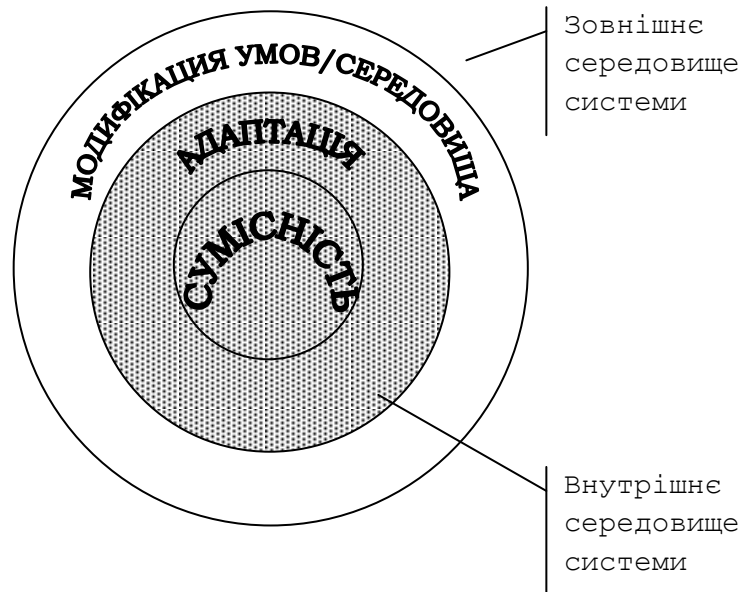 МОДИФІКАЦИЯ УМОВ/СЕРЕДОВИЩА
АДАПТАЦІЯ
СУМІСНІСТЬ
Зовнішнє
середовище
системи
Внутрішнє
середовище
системи